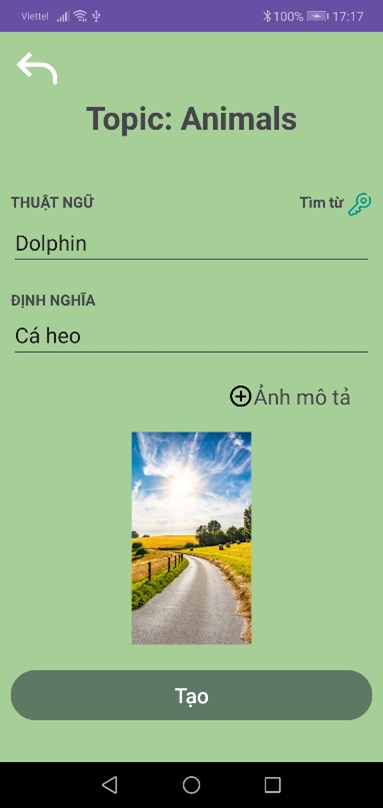 Viettel 100% 17:17
Topic: Animals
THUẬT NGỮ Tìm từ
Dolphin
ĐỊNH NGHĨA
Cá heo
Ảnh mô tả
Tạo